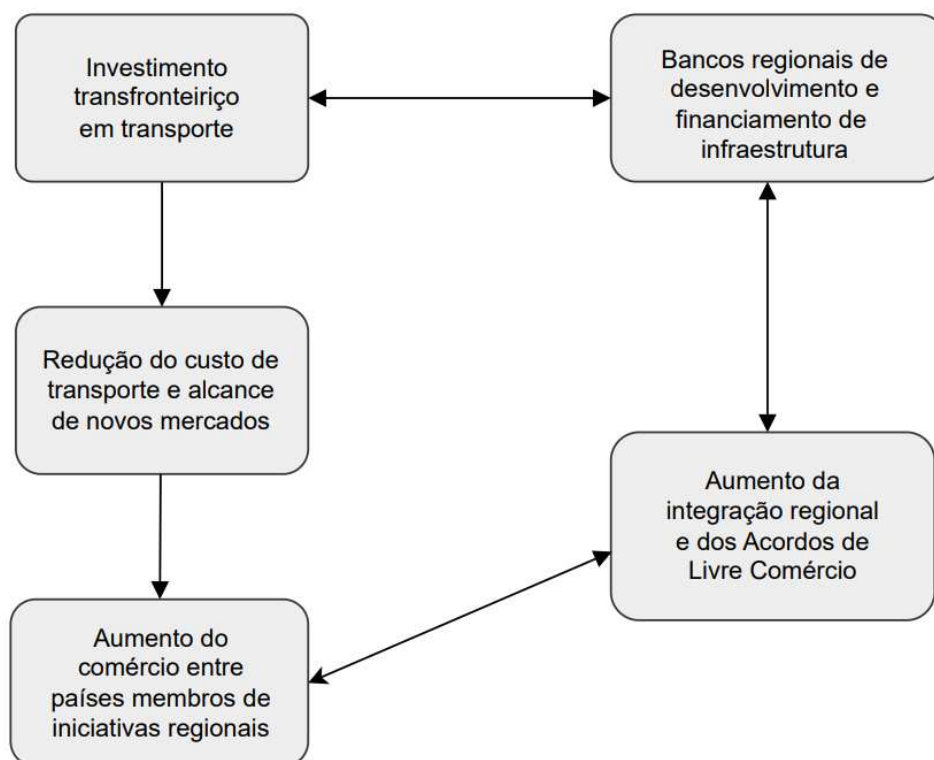 Investimento
transfronteiriço
em transporte
Bancos regionais de
desenvolvimento e
financiamento de
infraestrutura
Redução do custo de
transporte e alcance
de novos mercados
Aumento da
integração regional
e dos Acordos de
Livre Comércio
Aumento do
comércio entre
países membros de
iniciativas regionais